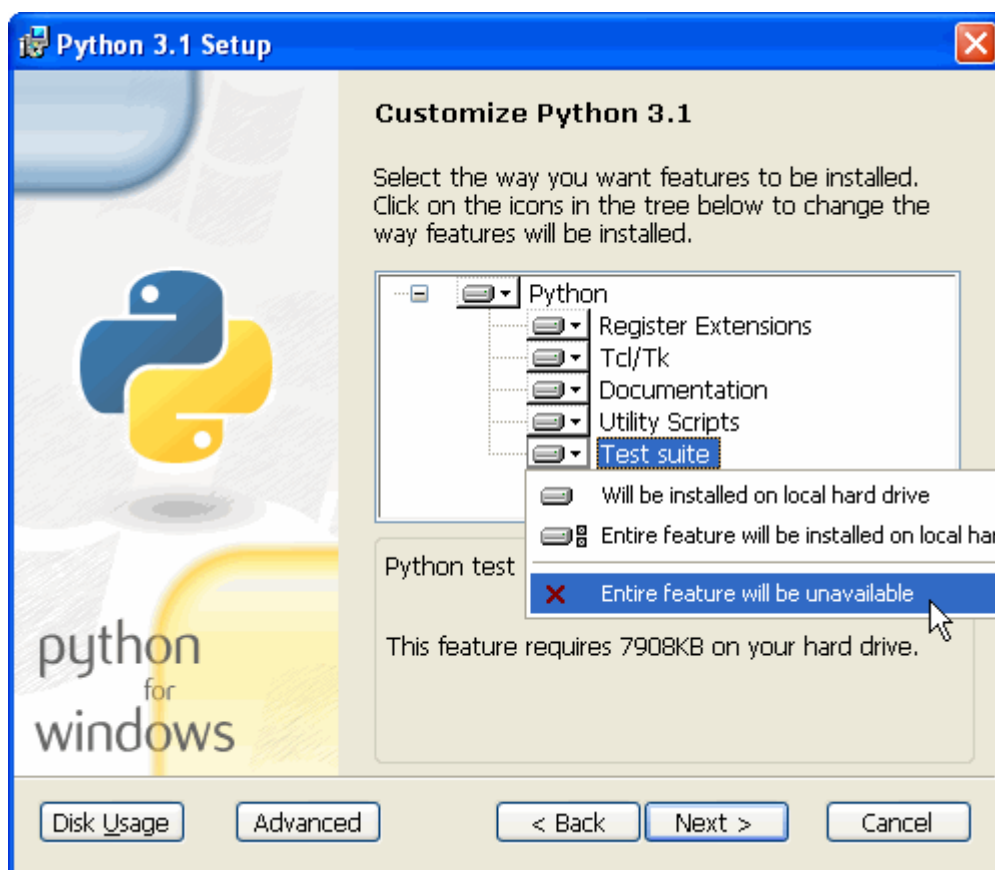 Python 3.1 Setup
Customize Python 3.1
Select the way you want features to be installed.
Click on the icons in the tree below to change the
way features will be installed.
Python
Register Extensions
Tcl/Tk
Documentation
Utility Scripts
Test suite
Will be installed on local hard drive
Entire feature will be installed on local har
Entire feature will be unavailable
Python test
This feature requires 7908KB on your hard drive.
python
for
windows
Disk Usage Advanced < Back Next > Cancel